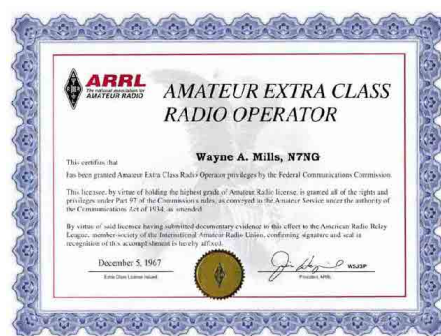 ARRL
The national association for
AMATEUR RADIO
AMATEUR EXTRA CLASS
RADIO OPERATOR
This certifies that
Wayne A. Mills, N7NG
has been granted Amateur Extra Class Radio Operator privileges by the Federal Communications Commission
This licensee, by virtue of holding the highest grade of Amateur Radio license, is granted all of the rights and
privileges under Part 97 of the Commission's rules, as conveyed to the Amateur Service under the authority of
the Communications Act of 1934, as amended.
By virtue of said licensee having submitted documentary evidence to this effect to the American Radio Relay
League, member-society of the International Amateur Radio Union, confirming signature and seal in
recognition of this accomplishment is hereby affixed.
December 5, 1967
W3JSP
Extra Class License Issued
President, ARRL